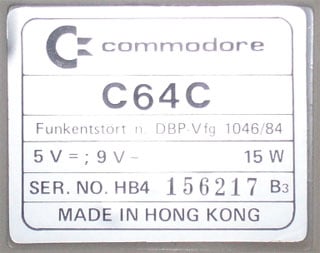 commodore
C64C
Funkentstört n. DBP-Vfg 1046/84
5 V = ; 9 V ~ 15 W
SER. NO. HB4 156217 B3
MADE IN HONG KONG